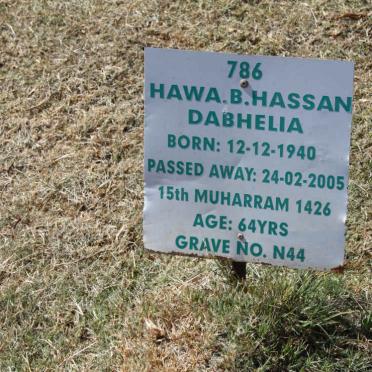 786
HAWA.B.HASSAN
DABHELIA
BORN: 12-12-1940
PASSED AWAY: 24-02-2005
15th MUHARRAM 1426
AGE: 64YRS
GRAVE NO. N44